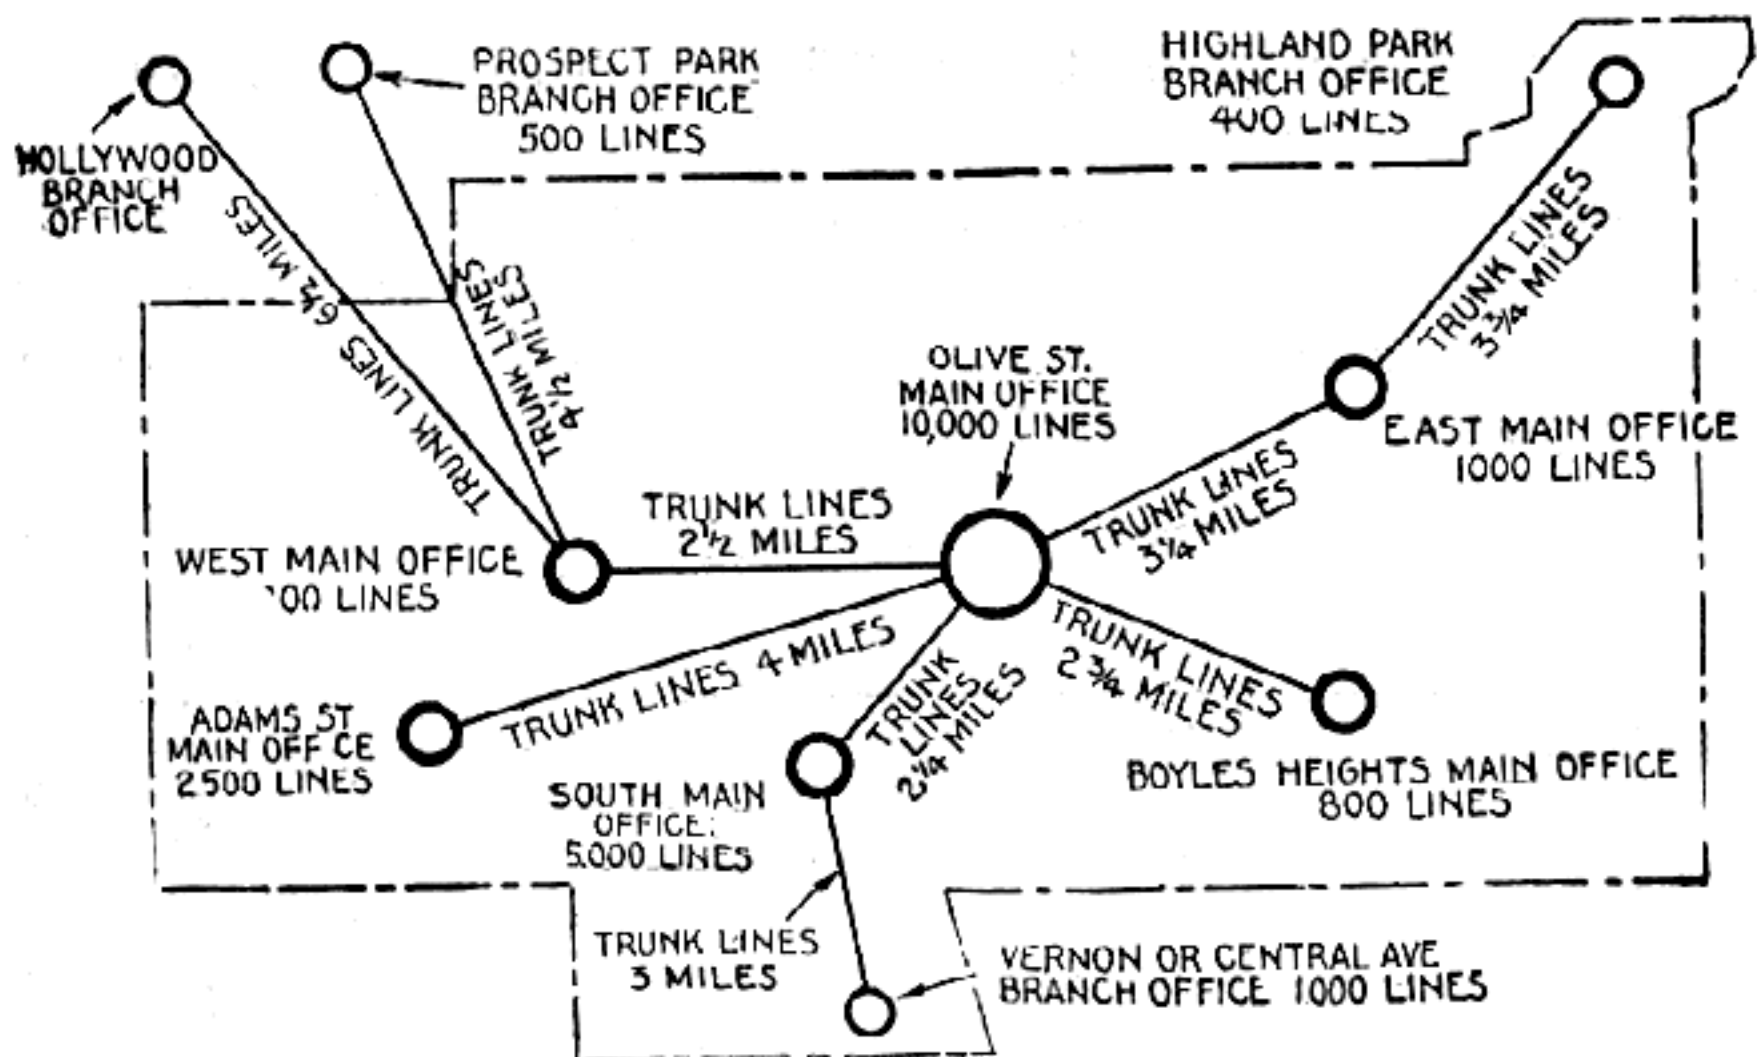 PROSPECT PARK
BRANCH OFFICE
500 LINES
HIGHLAND PARK
BRANCH OFFICE
400 LINES
HOLLYWOOD
BRANCH
OFFICE
TRUNK LINES 6½ MILES
TRUNK LINES
4½ MILES
TRUNK LINES
3¾ MILES
OLIVE ST.
MAIN OFFICE
10,000 LINES
EAST MAIN OFFICE
1000 LINES
TRUNK LINES
2½ MILES
TRUNK LINES
3¼ MILES
WEST MAIN OFFICE
00 LINES
TRUNK LINES 4 MILES
TRUNK
LINES
2¼ MILES
TRUNK LINES
2¾ MILES
ADAMS ST
MAIN OFFICE
2500 LINES
SOUTH MAIN
OFFICE.
5.000 LINES
BOYLES HEIGHTS MAIN OFFICE
800 LINES
TRUNK LINES
3 MILES
VERNON OR CENTRAL AVE
BRANCH OFFICE 1000 LINES